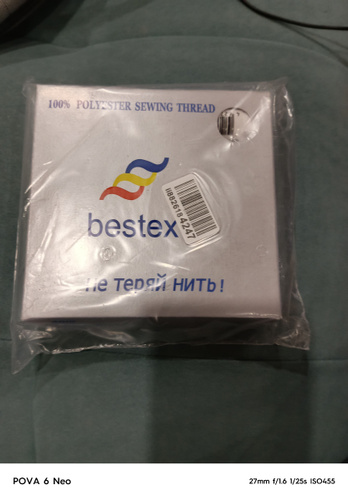 100% POLYESTER SEWING THREAD
bestex
не теряй нить!
POVA 6 Neo
27mm f/1.6 1/25s ISO455